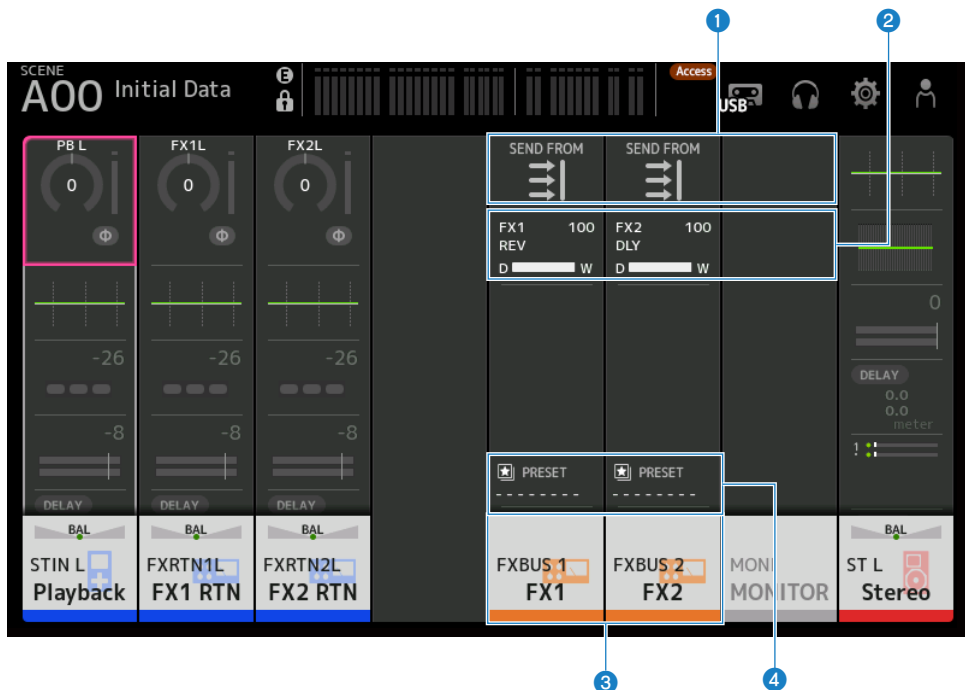 1 2
SCENE
A00 Initial Data
E
Access
USB
PB L FX1L FX2L SEND FROM SEND FROM
0 0 0
Φ Φ Φ
FX1 100 FX2 100
REV DLY
D W D W
0
-26 -26 -26
DELAY
0.0
0.0
meter
-8 -8 -8
1
PRESET PRESET
-------- --------
DELAY DELAY DELAY
BAL BAL BAL BAL
STIN L FXRTN1L FXRTN2L FXBUS 1 FXBUS 2 MONI ST L
Playback FX1 RTN FX2 RTN FX1 FX2 MONITOR Stereo
3 4